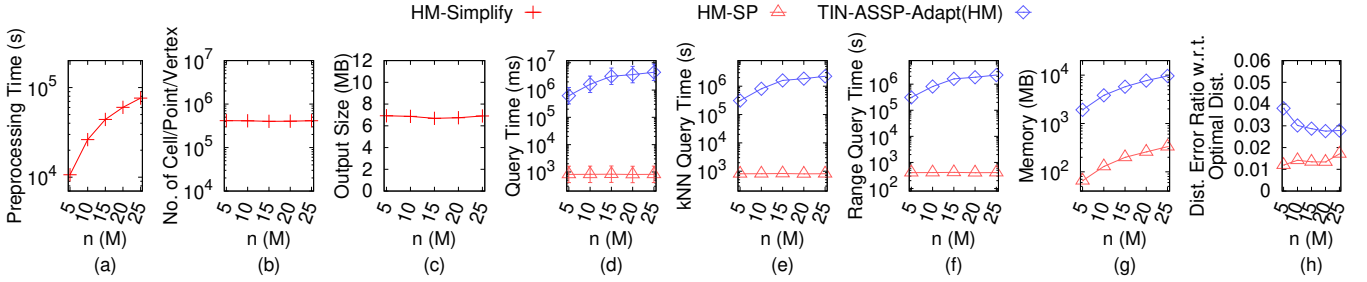 HM-Simplify HM-SP TIN-ASSP-Adapt(HM)
Preprocessing Time (s)
10^5
10^4
5 10 15 20 25
n (M)
(a)
No. of Cell/Point/Vertex
10^7
10^6
10^5
10^4
5 10 15 20 25
n (M)
(b)
Output Size (MB)
12
10
8
6
4
2
0
5 10 15 20 25
n (M)
(c)
Query Time (ms)
10^7
10^6
10^5
10^4
10^3
5 10 15 20 25
n (M)
(d)
kNN Query Time (s)
10^6
10^5
10^4
10^3
5 10 15 20 25
n (M)
(e)
Range Query Time (s)
10^6
10^5
10^4
10^3
10^2
5 10 15 20 25
n (M)
(f)
Memory (MB)
10^4
10^3
10^2
5 10 15 20 25
n (M)
(g)
Dist. Error Ratio w.r.t.
Optimal Dist.
0.06
0.05
0.04
0.03
0.02
0.01
0
5 10 15 20 25
n (M)
(h)